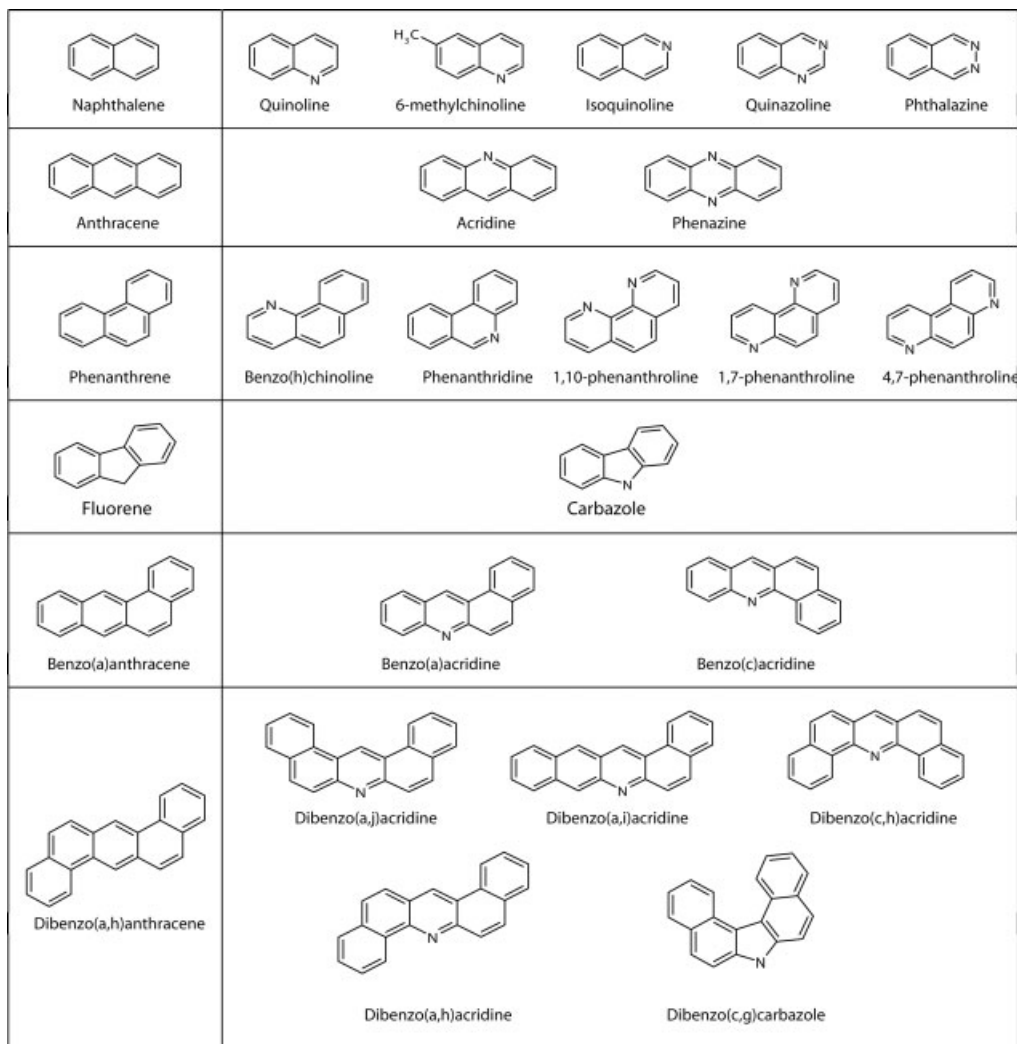 H3C
N N N N N N
Naphthalene Quinoline 6-methylchinoline Isoquinoline Quinazoline Phthalazine
N N
N
Anthracene Acridine Phenazine
N N N N N
N N N
Phenanthrene Benzo(h)chinoline Phenanthridine 1,10-phenanthroline 1,7-phenanthroline 4,7-phenanthroline
N
Fluorene Carbazole
N N
Benzo(a)anthracene Benzo(a)acridine Benzo(c)acridine
N N N
Dibenzo(a,j)acridine Dibenzo(a,i)acridine Dibenzo(c,h)acridine
Dibenzo(a,h)anthracene
N N
Dibenzo(a,h)acridine Dibenzo(c,g)carbazole